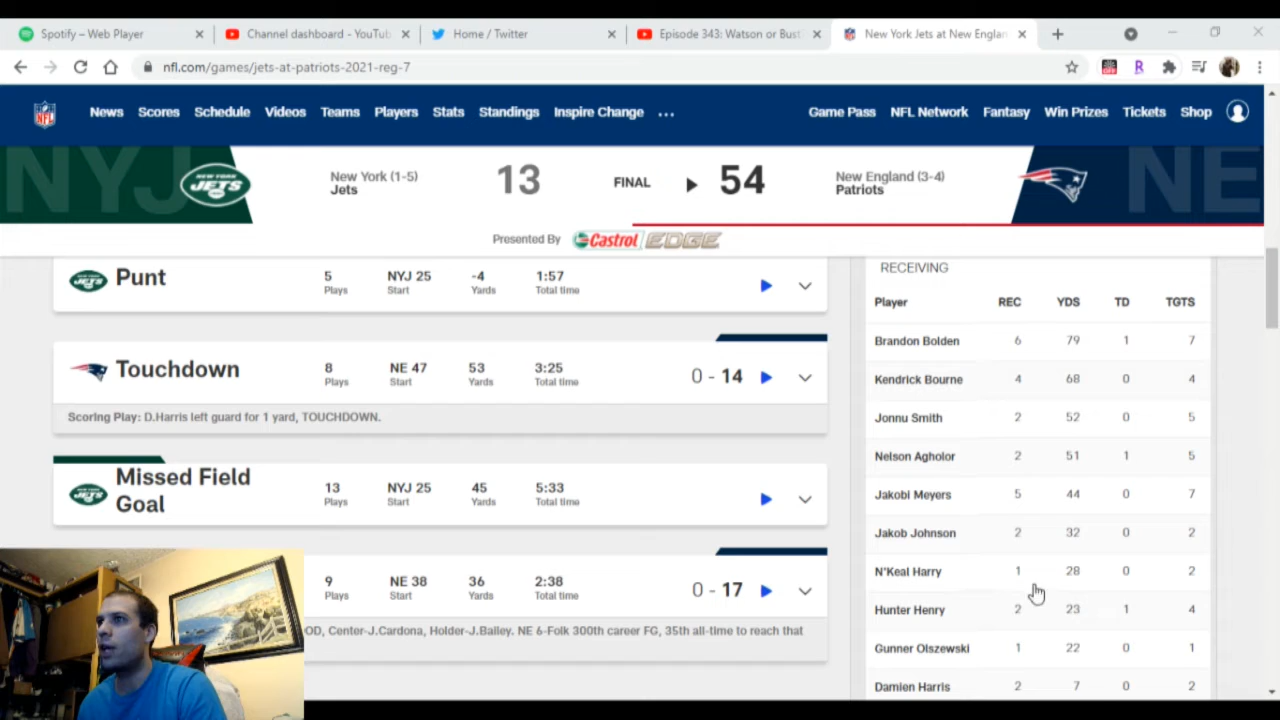 Spotify – Web Player
Channel dashboard - YouTub
Home / Twitter
Episode 343: Watson or Bust
New York Jets at New Englan
nfl.com/games/jets-at-patriots-2021-reg-7
OFF
R
NFL
News Scores Schedule Videos Teams Players Stats Standings Inspire Change ...
Game Pass NFL Network Fantasy Win Prizes Tickets Shop
NYJ
JETS
New York (1-5)
Jets
13
FINAL
54
New England (3-4)
Patriots
NE
Presented By Castrol EDGE
Punt
5 NYJ 25 -4 1:57
Plays Start Yards Total time
Touchdown
8 NE 47 53 3:25
Plays Start Yards Total time
0 - 14
Scoring Play: D.Harris left guard for 1 yard, TOUCHDOWN.
Missed Field
Goal
13 NYJ 25 45 5:33
Plays Start Yards Total time
9 NE 38 36 2:38
Plays Start Yards Total time
0 - 17
OD, Center-J.Cardona, Holder-J.Bailey. NE 6-Folk 300th career FG, 35th all-time to reach that
RECEIVING
Player REC YDS TD TGTS
Brandon Bolden 6 79 1 7
Kendrick Bourne 4 68 0 4
Jonnu Smith 2 52 0 5
Nelson Agholor 2 51 1 5
Jakobi Meyers 5 44 0 7
Jakob Johnson 2 32 0 2
N'Keal Harry 1 28 0 2
Hunter Henry 2 23 1 4
Gunner Olszewski 1 22 0 1
Damien Harris 2 7 0 2